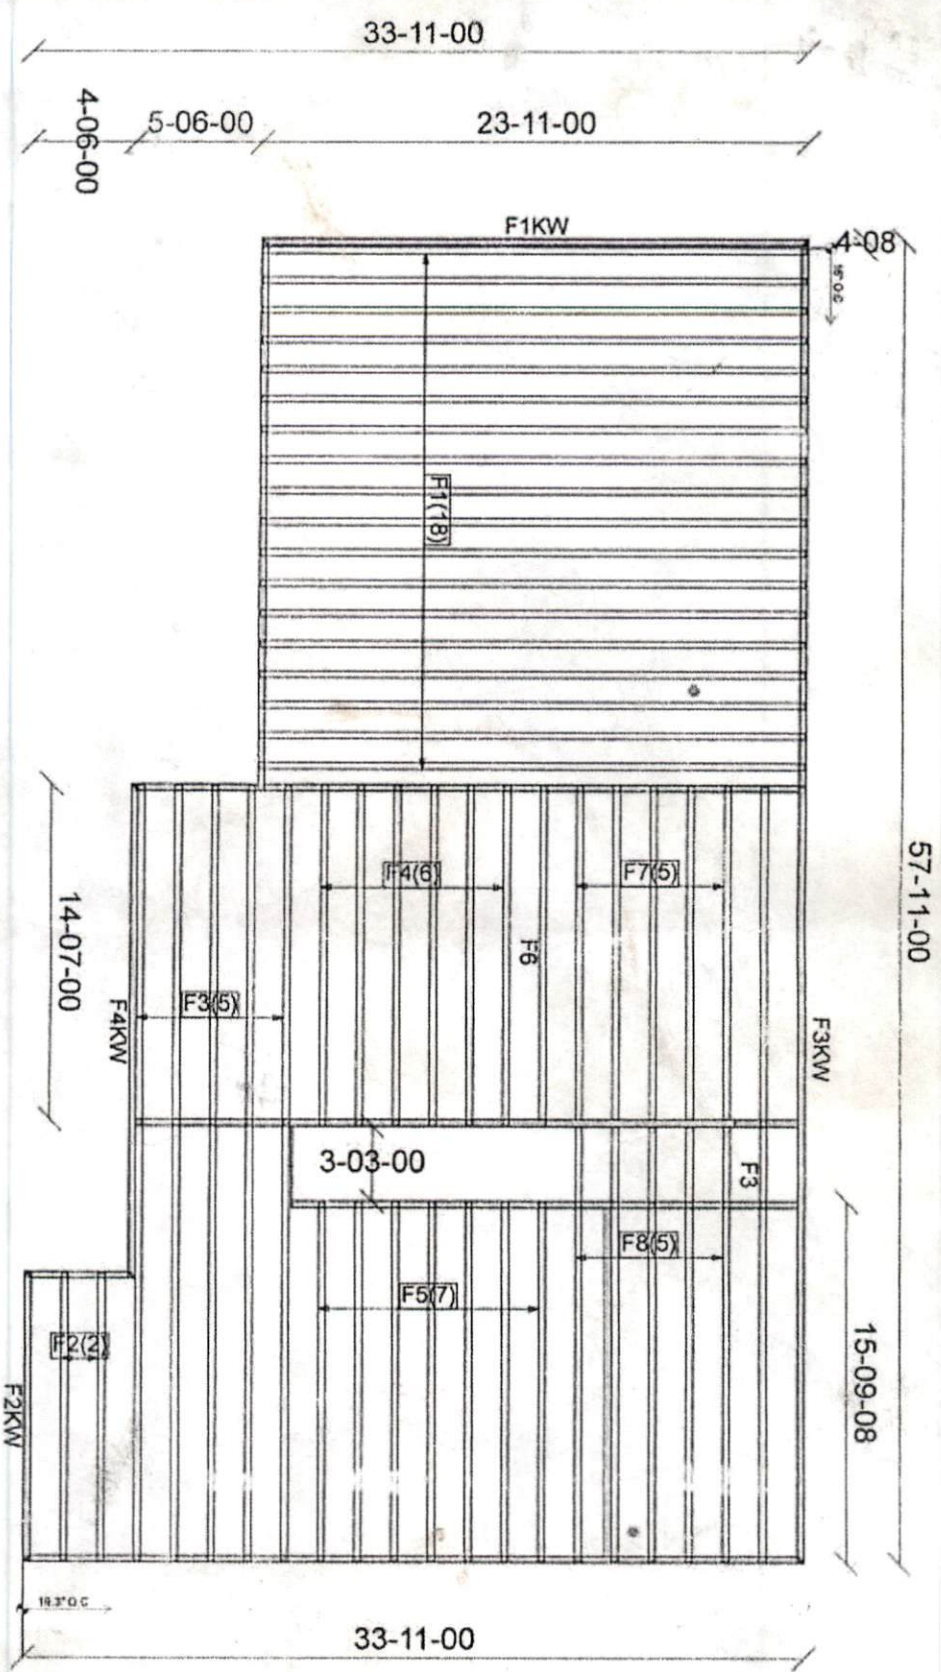 33-11-00
4-06-00
5-06-00
23-11-00
F1KW
4-08
16" O.C
F1(18)
57-11-00
F4(6)
F7(5)
F6
14-07-00
F3(5)
F4KW
F3KW
3-03-00
F3
F8(5)
F5(7)
15-09-08
F2(2)
F2KW
19.3" O.C
33-11-00